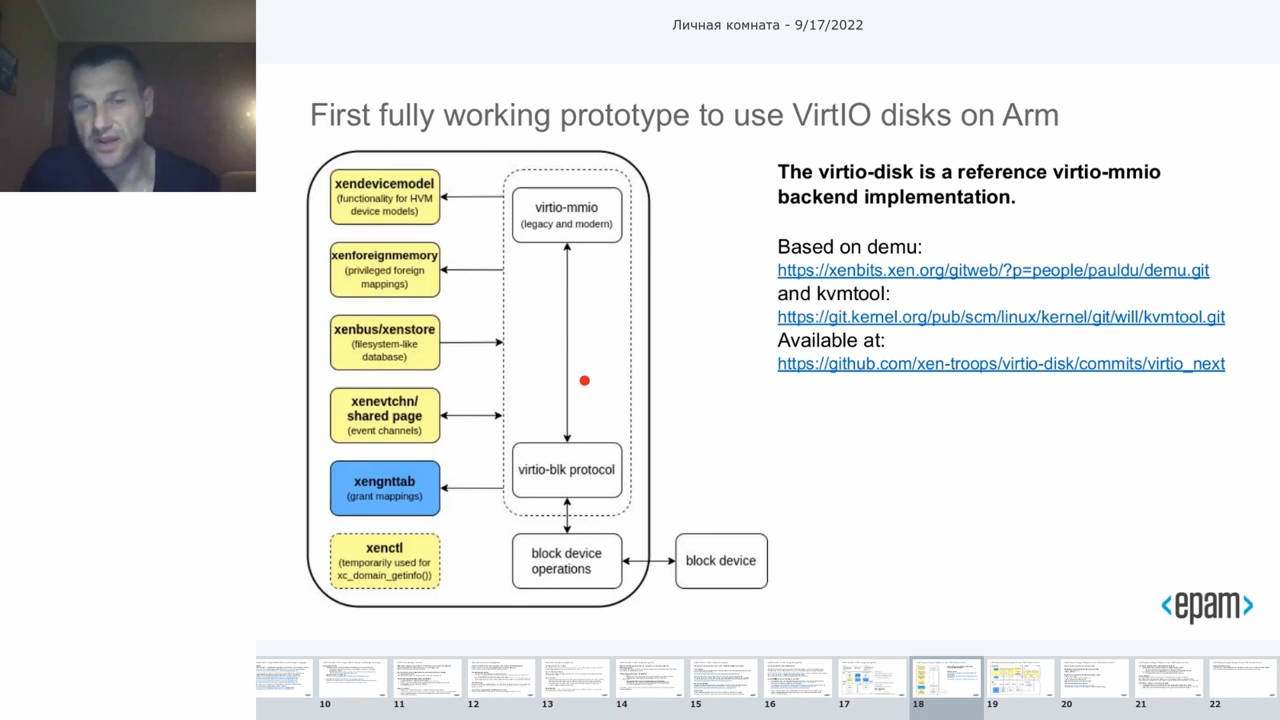 Личная комната - 9/17/2022
First fully working prototype to use VirtIO disks on Arm
xendevicemodel
(functionality for HVM
device models)
xenforeignmemory
(privileged foreign
mappings)
xenbus/xenstore
(filesystem-like
database)
xenevtchn/
shared page
(event channels)
xengnttab
(grant mappings)
xenctl
(temporarily used for
xc_domain_getinfo())
virtio-mmio
(legacy and modern)
virtio-blk protocol
block device
operations
block device
The virtio-disk is a reference virtio-mmio
backend implementation.
Based on demu:
https://xenbits.xen.org/gitweb/?p=people/pauldu/demu.git
and kvmtool:
https://git.kernel.org/pub/scm/linux/kernel/git/will/kvmtool.git
Available at:
https://github.com/xen-troops/virtio-disk/commits/virtio_next
<epam>
10
11
12
13
14
15
16
17
18
19
20
21
22